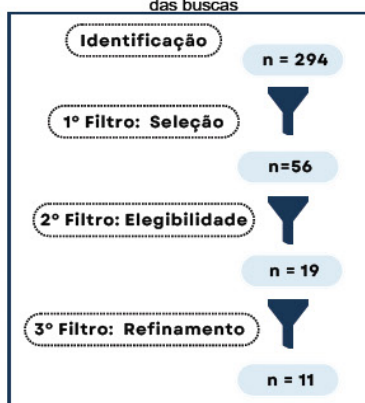 das buscas
Identificação
n = 294
1º Filtro: Seleção
n=56
2º Filtro: Elegibilidade
n = 19
3º Filtro: Refinamento
n = 11